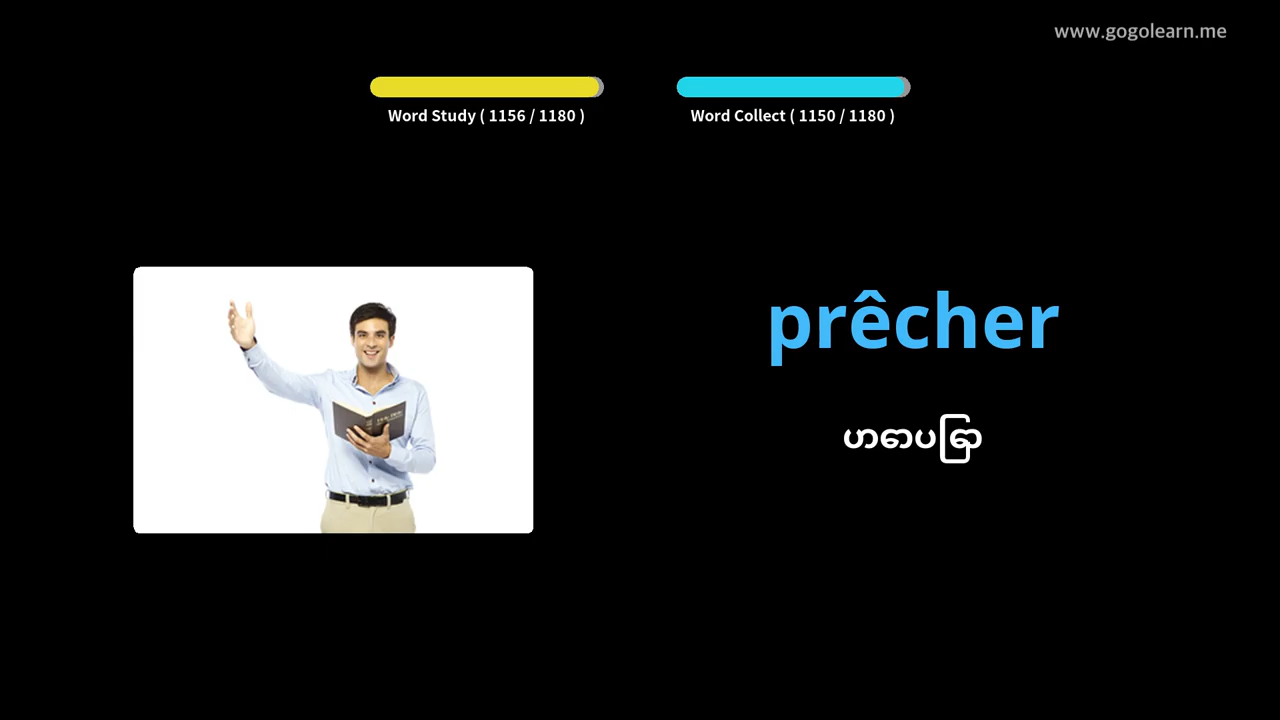 www.gogolearn.me
Word Study ( 1156 / 1180 )
Word Collect ( 1150 / 1180 )
prêcher
ဟောပြော